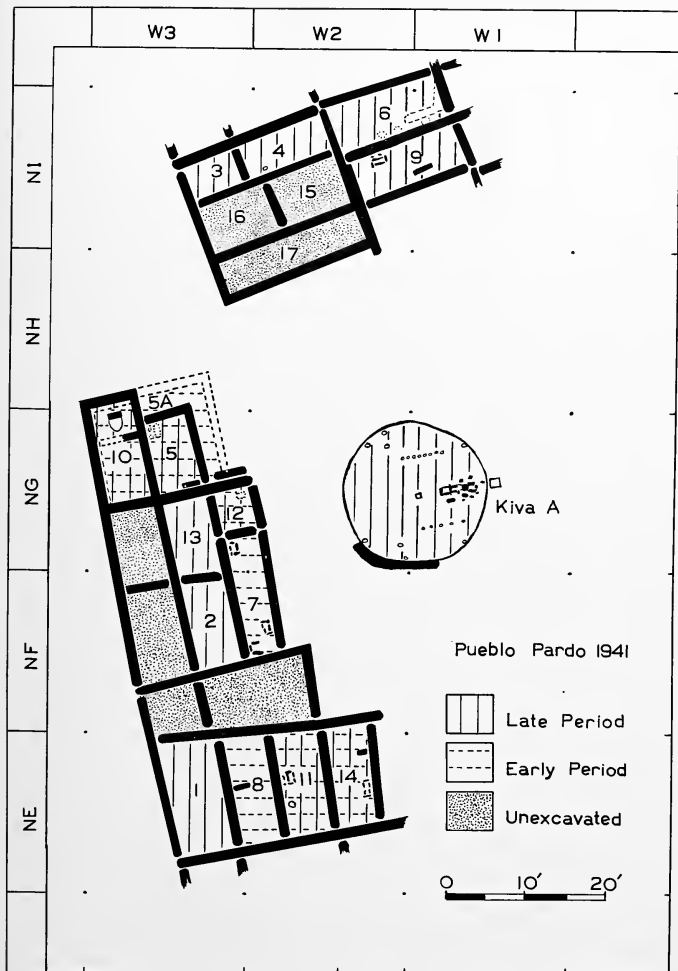 W3 W2 W1
NI
NH
NG
NF
NE
6
4
9
3
15
16
17
5A
5
10
Kiva A
12
13
7
2
1
8
11
14
Pueblo Pardo 1941
Late Period
Early Period
Unexcavated
0 10' 20'